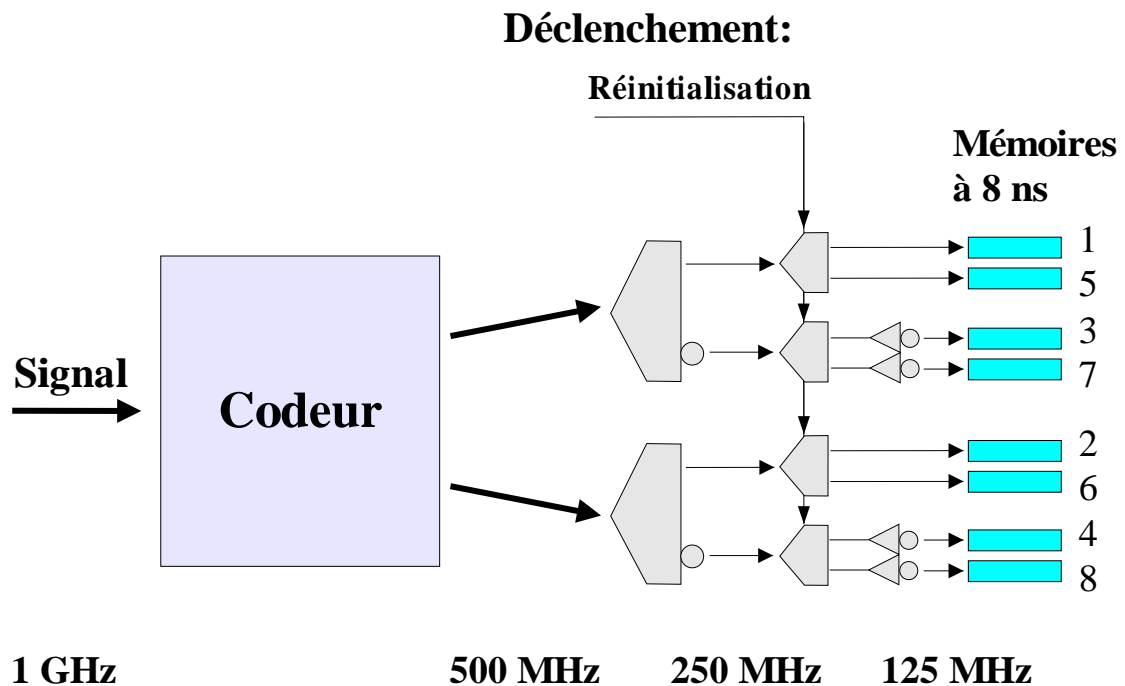 Déclenchement:
Réinitialisation
Mémoires
à 8 ns
1
5
3
7
Signal
Codeur
2
6
4
8
1 GHz 500 MHz 250 MHz 125 MHz